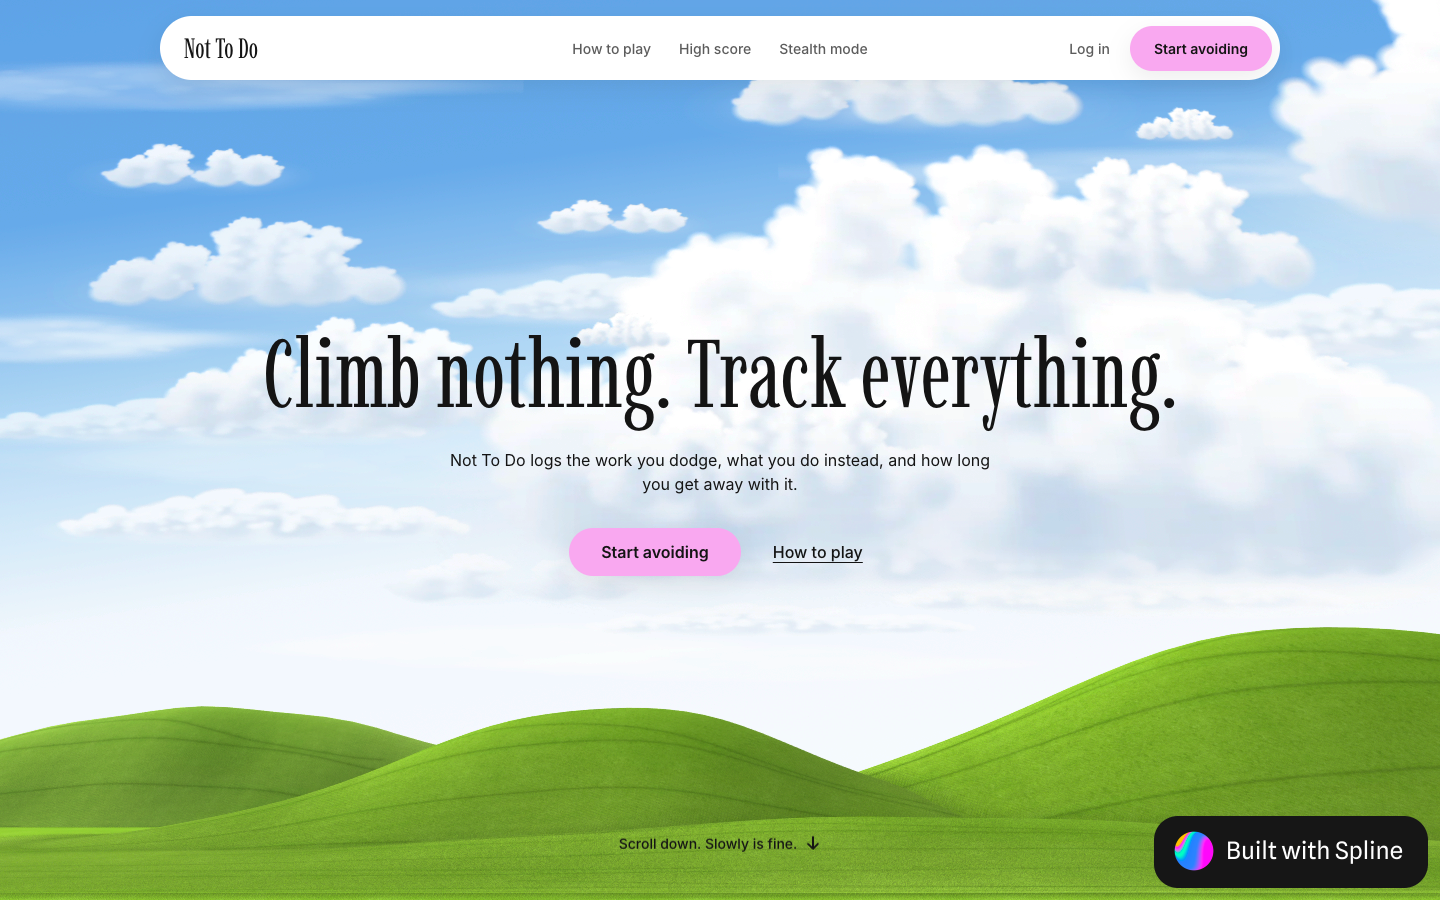 Not To Do
How to play
High score
Stealth mode
Log in
Start avoiding
Climb nothing. Track everything.
Not To Do logs the work you dodge, what you do instead, and how long
you get away with it.
Start avoiding
How to play
Scroll down. Slowly is fine.
Built with Spline